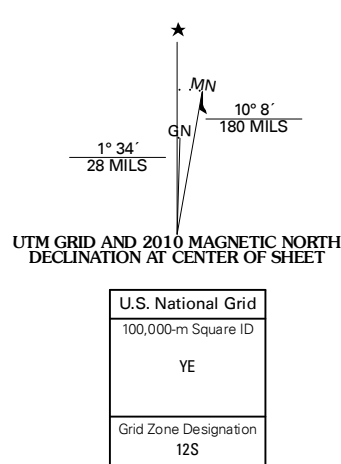 MN
10° 8´
180 MILS
GN
1° 34´
28 MILS
UTM GRID AND 2010 MAGNETIC NORTH
DECLINATION AT CENTER OF SHEET
U.S. National Grid
100,000-m Square ID
YE
Grid Zone Designation
12S